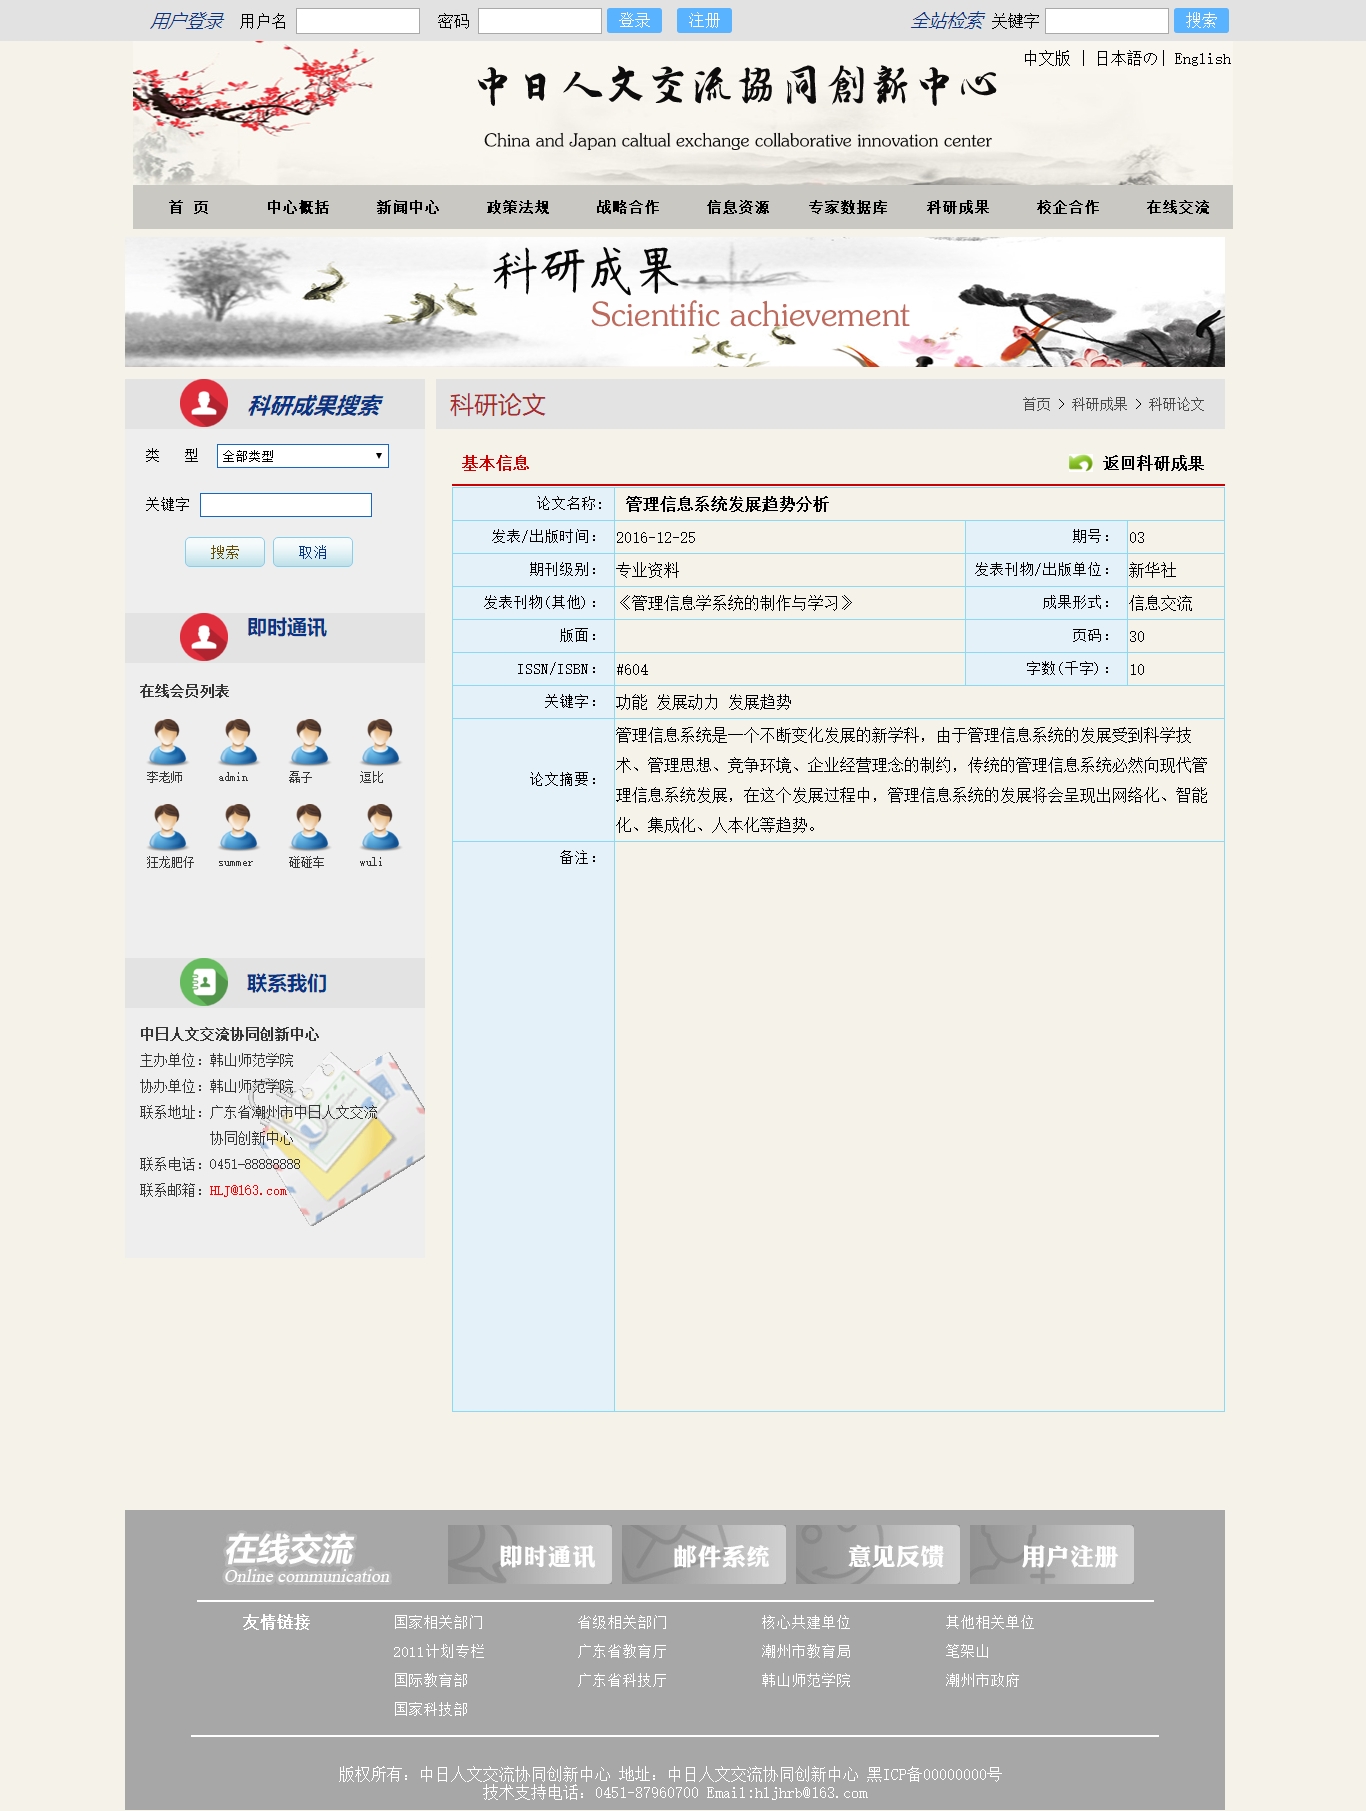 用户登录 用户名 密码 登录 注册 全站检索 关键字 搜索
中文版 | 日本語の| English
中日人文交流協同創新中心
China and Japan caltual exchange collaborative innovation center
首 页 中心概括 新闻中心 政策法规 战略合作 信息资源 专家数据库 科研成果 校企合作 在线交流
科研成果
Scientific achievement
科研成果搜索
类 型 全部类型
关键字
搜索 取消
即时通讯
在线会员列表
李老师 admin 磊子 逗比
狂龙肥仔 summer 碰碰车 wuli
联系我们
中日人文交流协同创新中心
主办单位：韩山师范学院
协办单位：韩山师范学院
联系地址：广东省潮州市中日人文交流
协同创新中心
联系电话：0451-88888888
联系邮箱：HLJ@163.com
科研论文 首页 > 科研成果 > 科研论文
基本信息 返回科研成果
论文名称： 管理信息系统发展趋势分析
发表/出版时间： 2016-12-25 期号： 03
期刊级别： 专业资料 发表刊物/出版单位： 新华社
发表刊物(其他)： 《管理信息学系统的制作与学习》 成果形式： 信息交流
版面： 页码： 30
ISSN/ISBN： #604 字数(千字)： 10
关键字： 功能 发展动力 发展趋势
论文摘要： 管理信息系统是一个不断变化发展的新学科，由于管理信息系统的发展受到科学技
术、管理思想、竞争环境、企业经营理念的制约，传统的管理信息系统必然向现代管
理信息系统发展，在这个发展过程中，管理信息系统的发展将会呈现出网络化、智能
化、集成化、人本化等趋势。
备注：
在线交流
Online communication
即时通讯 邮件系统 意见反馈 用户注册
友情链接 国家相关部门 省级相关部门 核心共建单位 其他相关单位
2011计划专栏 广东省教育厅 潮州市教育局 笔架山
国际教育部 广东省科技厅 韩山师范学院 潮州市政府
国家科技部
版权所有：中日人文交流协同创新中心 地址：中日人文交流协同创新中心 黑ICP备00000000号
技术支持电话：0451-87960700 Email:hljhrb@163.com